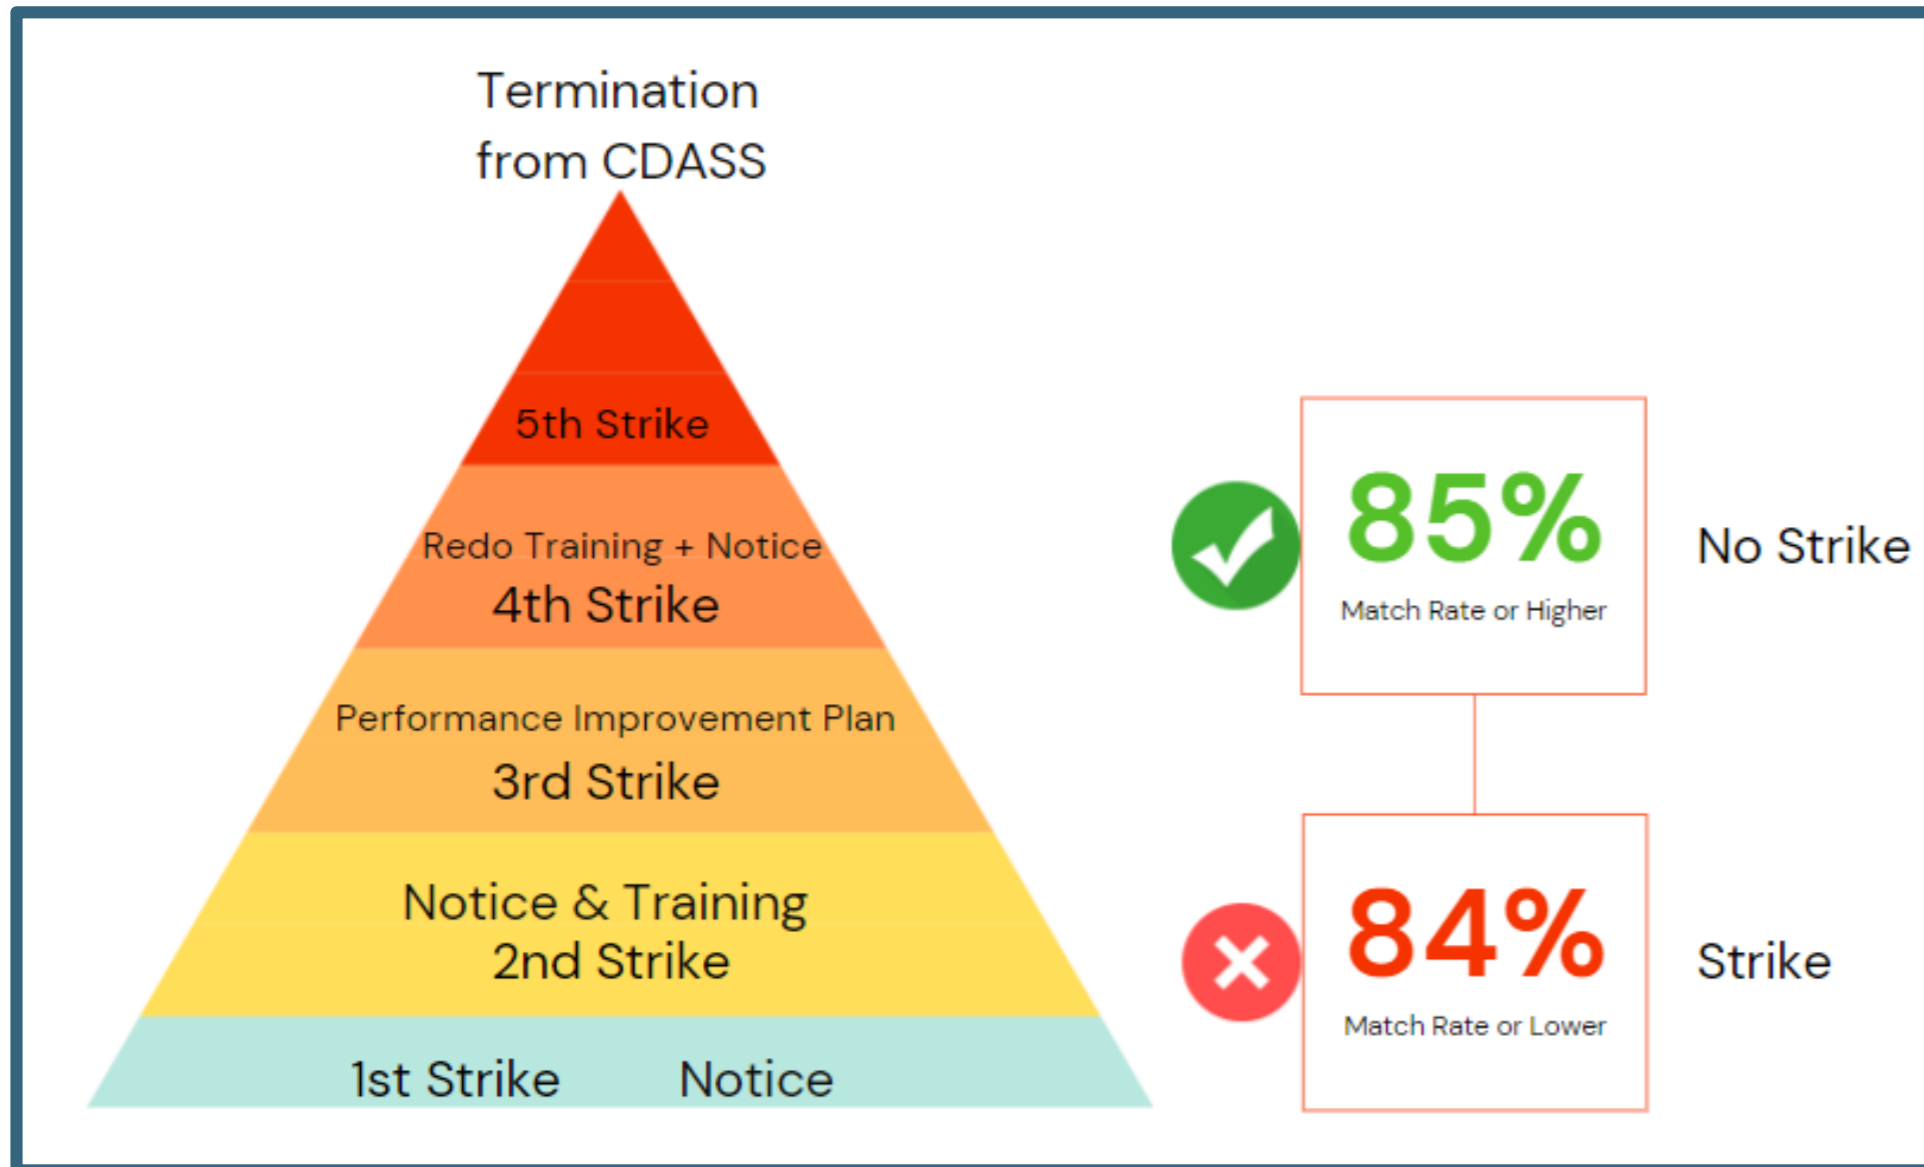 Termination
from CDASS
5th Strike
Redo Training + Notice
4th Strike
Performance Improvement Plan
3rd Strike
Notice & Training
2nd Strike
1st Strike Notice
85%
Match Rate or Higher
No Strike
84%
Match Rate or Lower
Strike